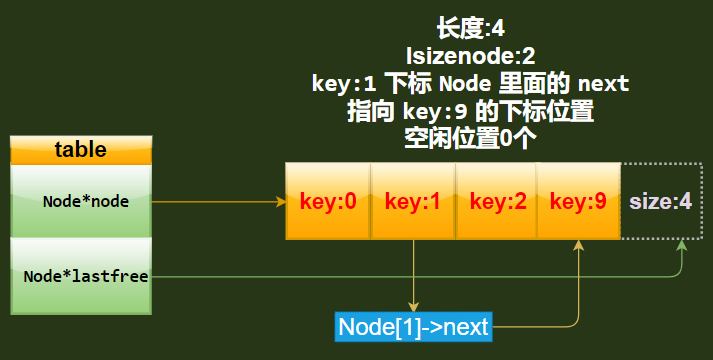 长度:4
lsizenode:2
key:1 下标 Node 里面的 next
指向 key:9 的下标位置
空闲位置0个
table
Node*node
key:0
key:1
key:2
key:9
size:4
Node*lastfree
Node[1]->next